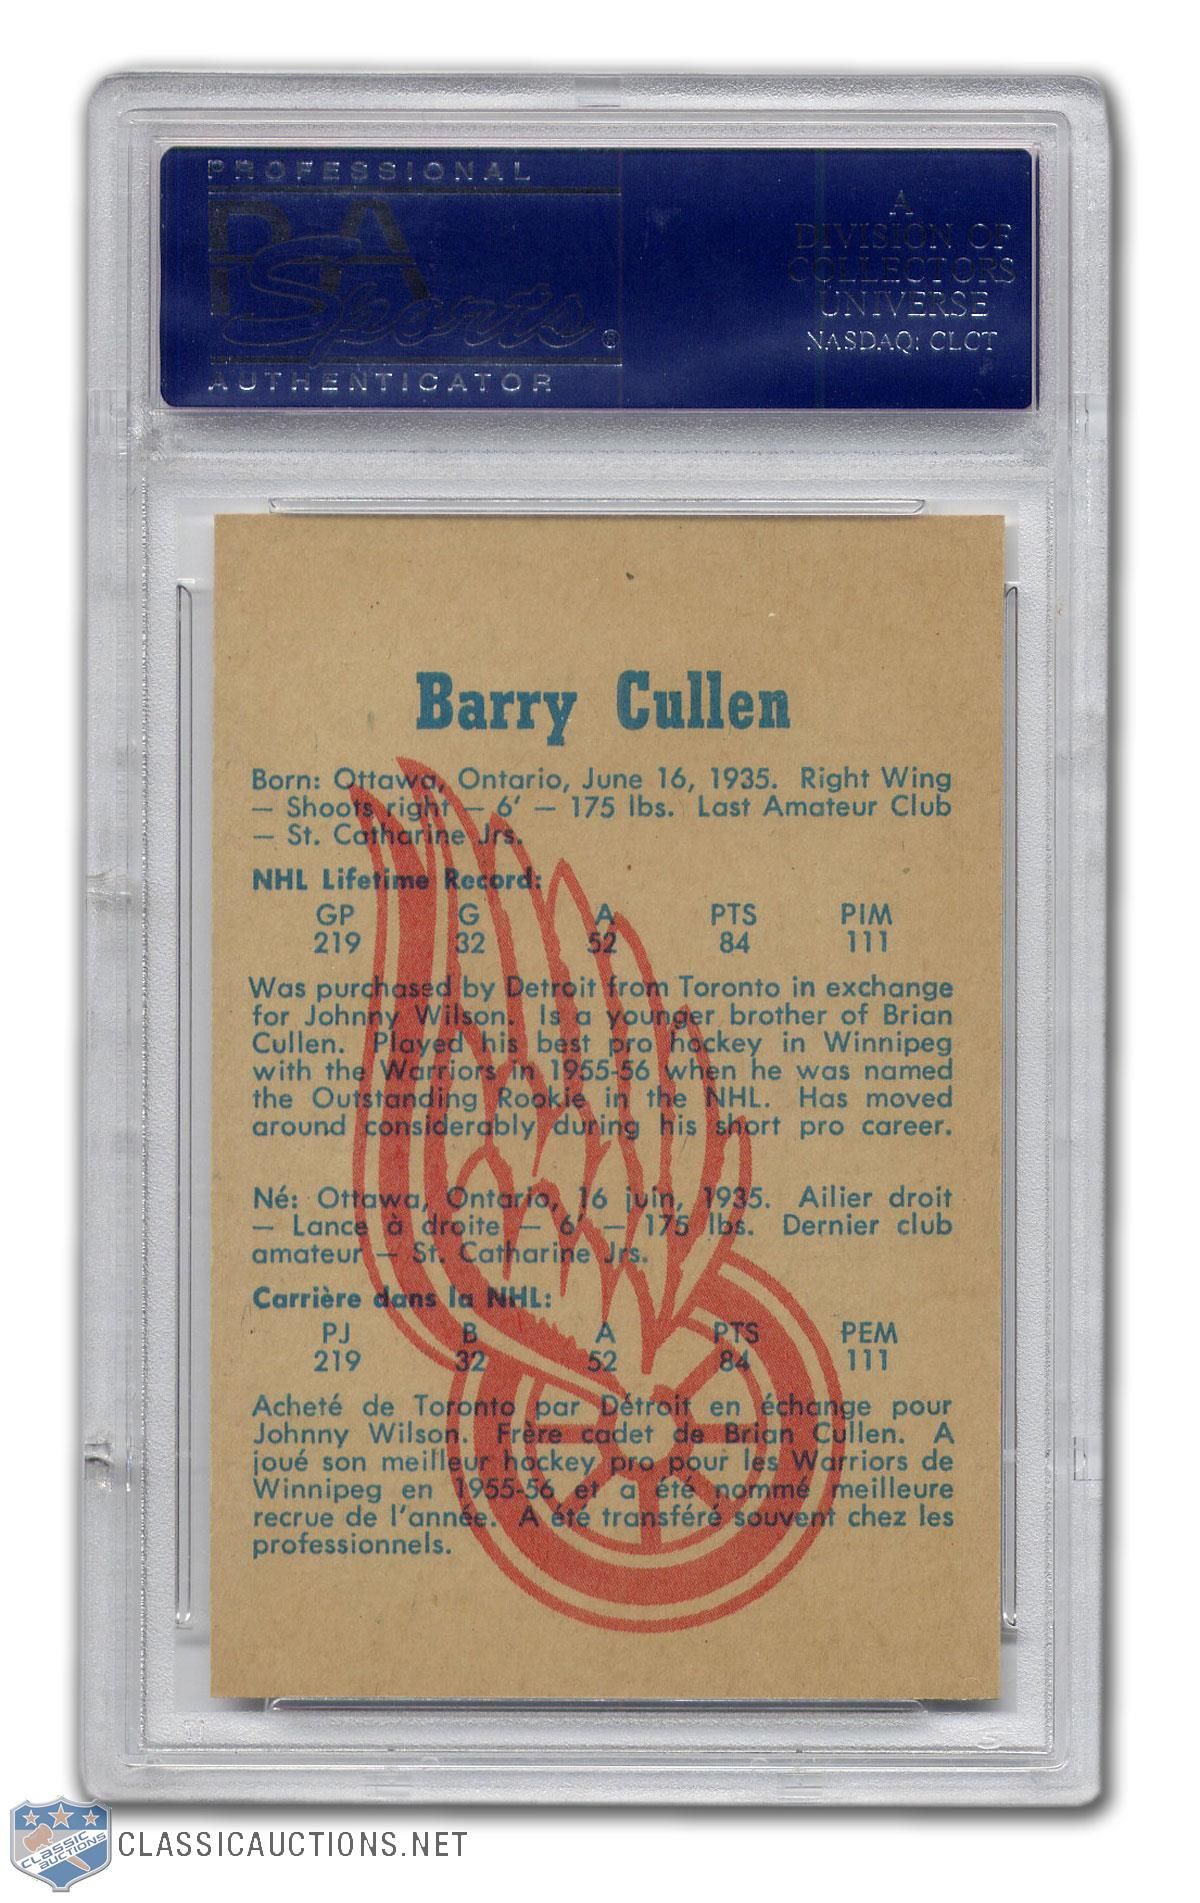 PROFESSIONAL
PSA
Sports®
AUTHENTICATOR
A
DIVISION OF
COLLECTORS
UNIVERSE
NASDAQ: CLCT
Barry Cullen
Born: Ottawa, Ontario, June 16, 1935. Right Wing
— Shoots right — 6' — 175 lbs. Last Amateur Club
— St. Catharine Jrs.
NHL Lifetime Record:
GP G A PTS PIM
219 32 52 84 111
Was purchased by Detroit from Toronto in exchange
for Johnny Wilson. Is a younger brother of Brian
Cullen. Played his best pro hockey in Winnipeg
with the Warriors in 1955-56 when he was named
the Outstanding Rookie in the NHL. Has moved
around considerably during his short pro career.
Né: Ottawa, Ontario, 16 juin, 1935. Ailier droit
— Lance à droite — 6' — 175 lbs. Dernier club
amateur — St. Catharine Jrs.
Carrière dans la NHL:
PJ B A PTS PEM
219 32 52 84 111
Acheté de Toronto par Détroit en échange pour
Johnny Wilson. Frère cadet de Brian Cullen. A
joué son meilleur hockey pro pour les Warriors de
Winnipeg en 1955-56 et a été nommé meilleure
recrue de l'année. A été transféré souvent chez les
professionnels.
CLASSIC
AUCTIONS
CLASSICAUCTIONS.NET